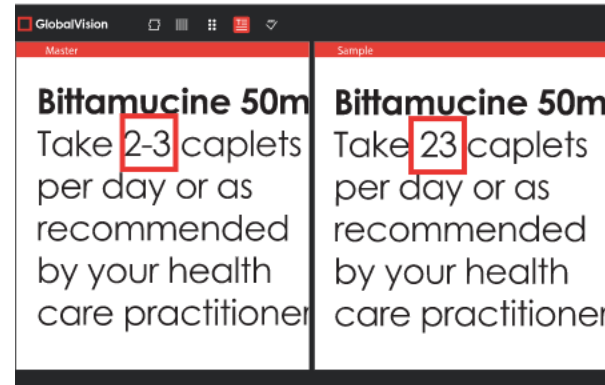 GlobalVision
Master
Bittamucine 50m
Take 2-3 caplets
per day or as
recommended
by your health
care practitioner
Sample
Bittamucine 50m
Take 23 caplets
per day or as
recommended
by your health
care practitioner